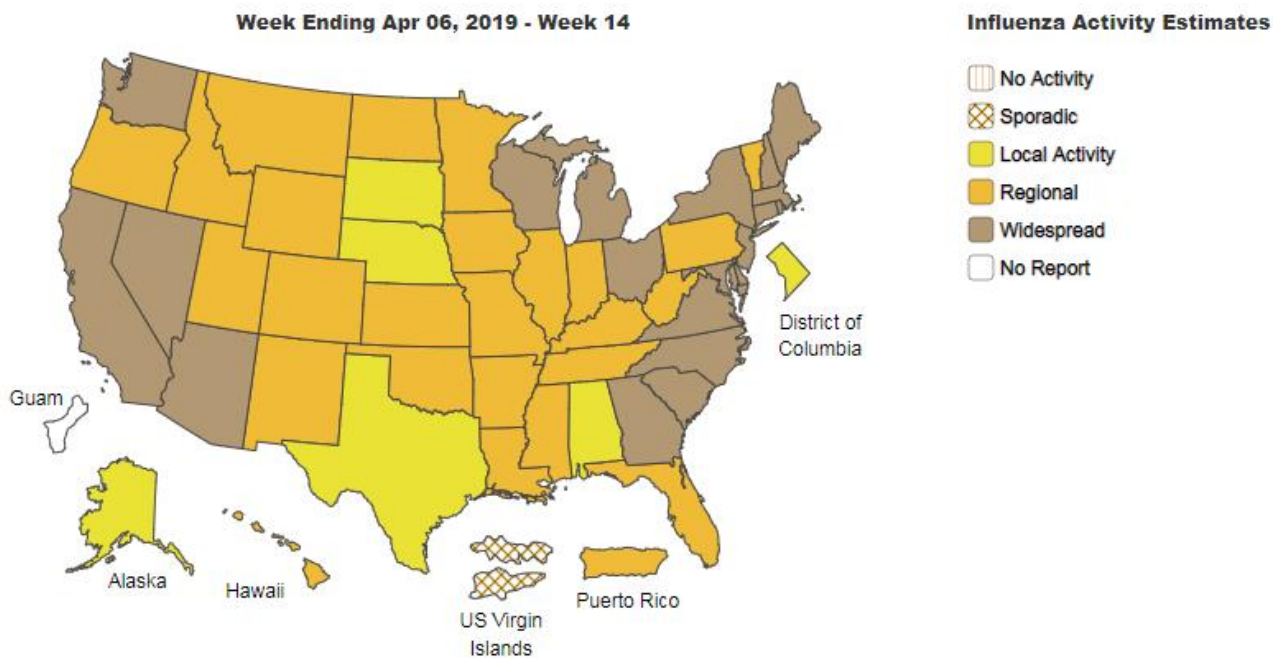 Week Ending Apr 06, 2019 - Week 14
Influenza Activity Estimates
No Activity
Sporadic
Local Activity
Regional
Widespread
No Report
District of
Columbia
Guam
Alaska
Hawaii
US Virgin
Islands
Puerto Rico